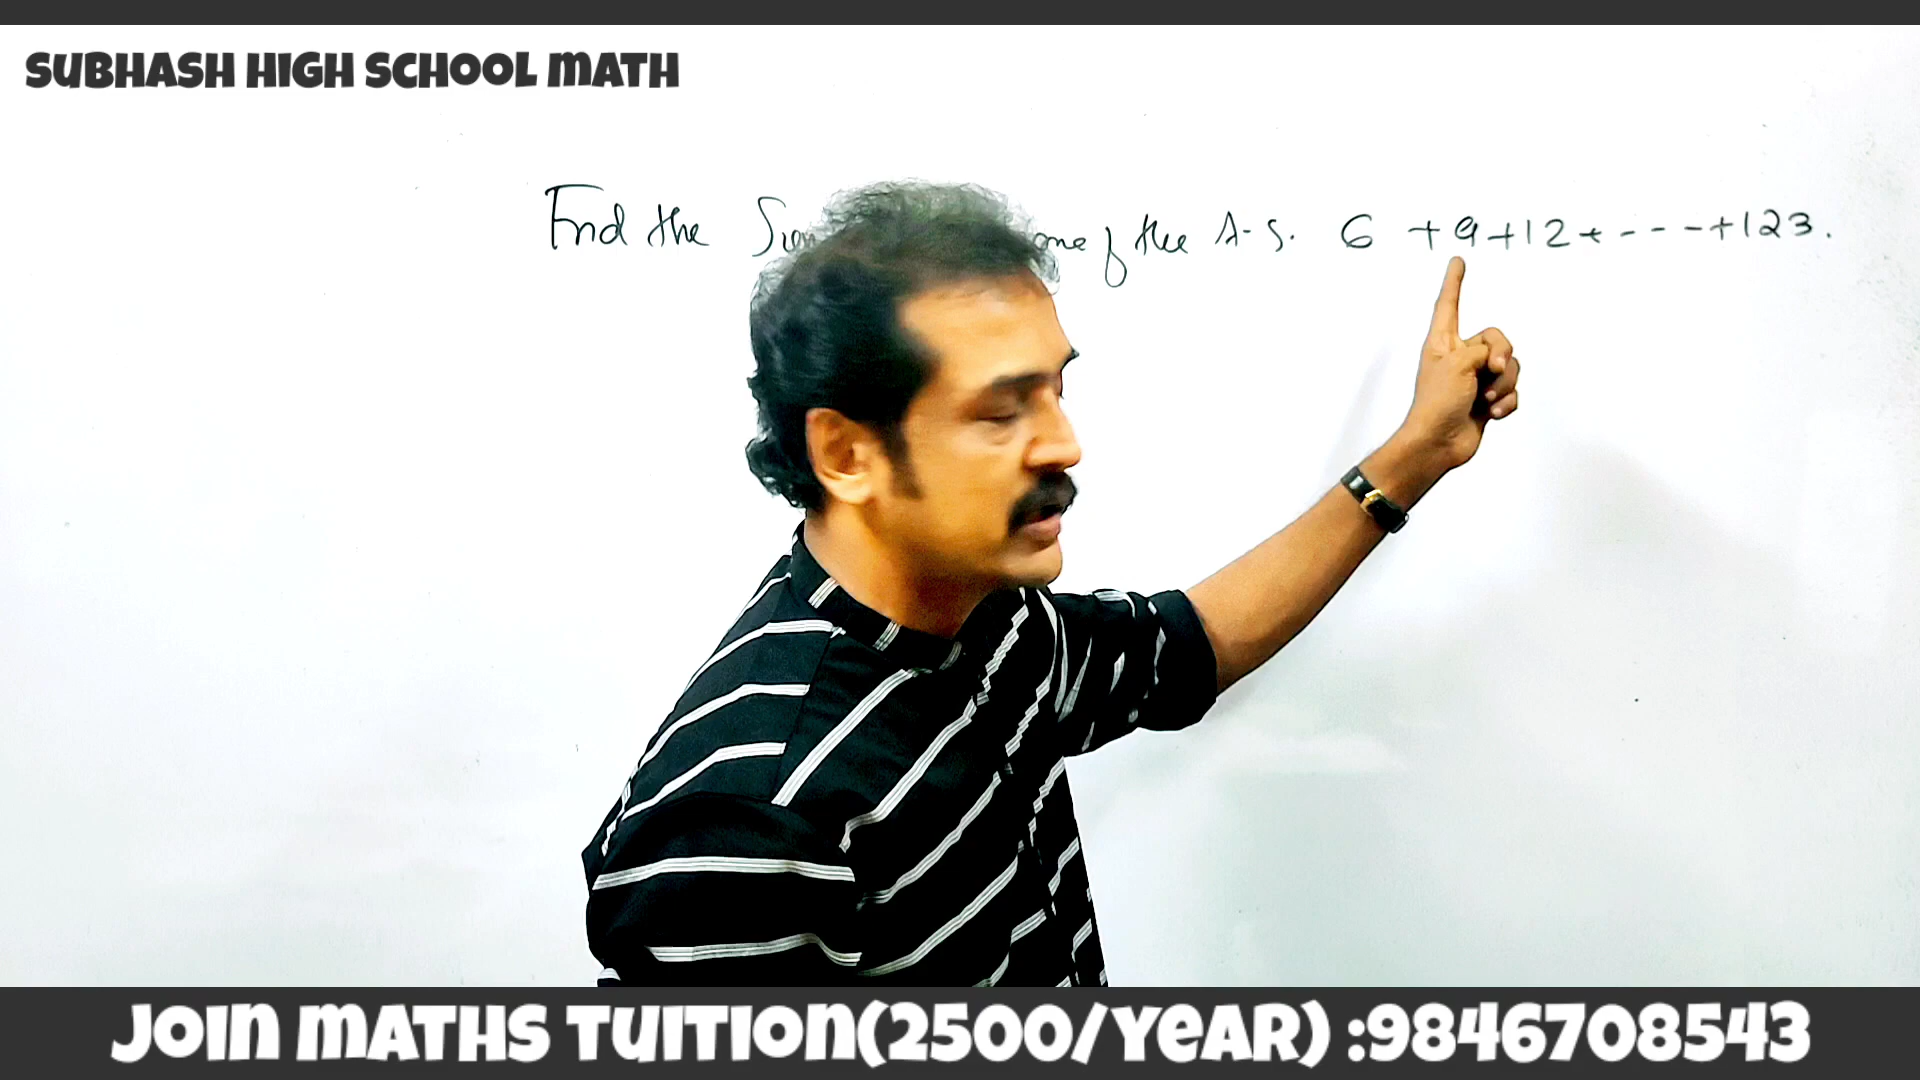 SUBHASH HIGH SCHOOL MATH
Find the of the A.S. 6 + 9 + 12 + - - - - + 123.
JOIN MATHS TUITION(2500/YEAR) :9846708543